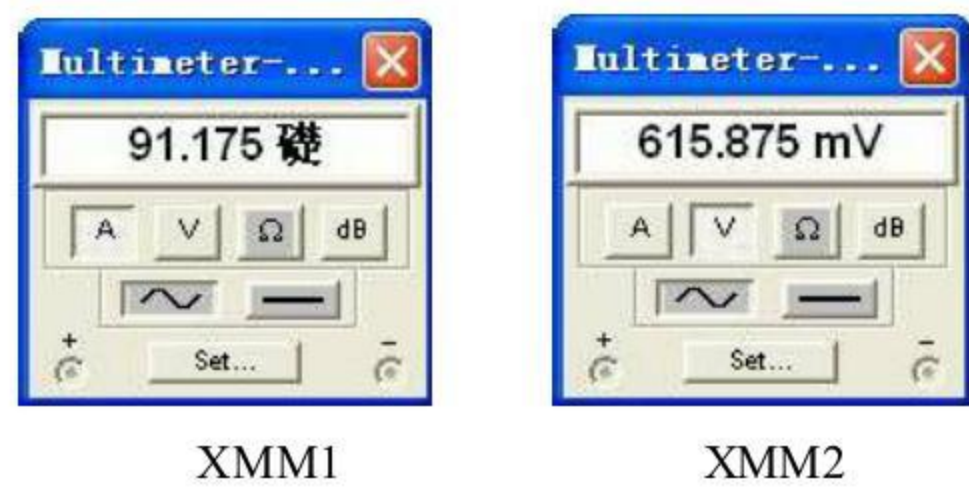 Multimeter-...
91.175 礎
A V Ω dB
+ Set... -
XMM1
Multimeter-...
615.875 mV
A V Ω dB
+ Set... -
XMM2